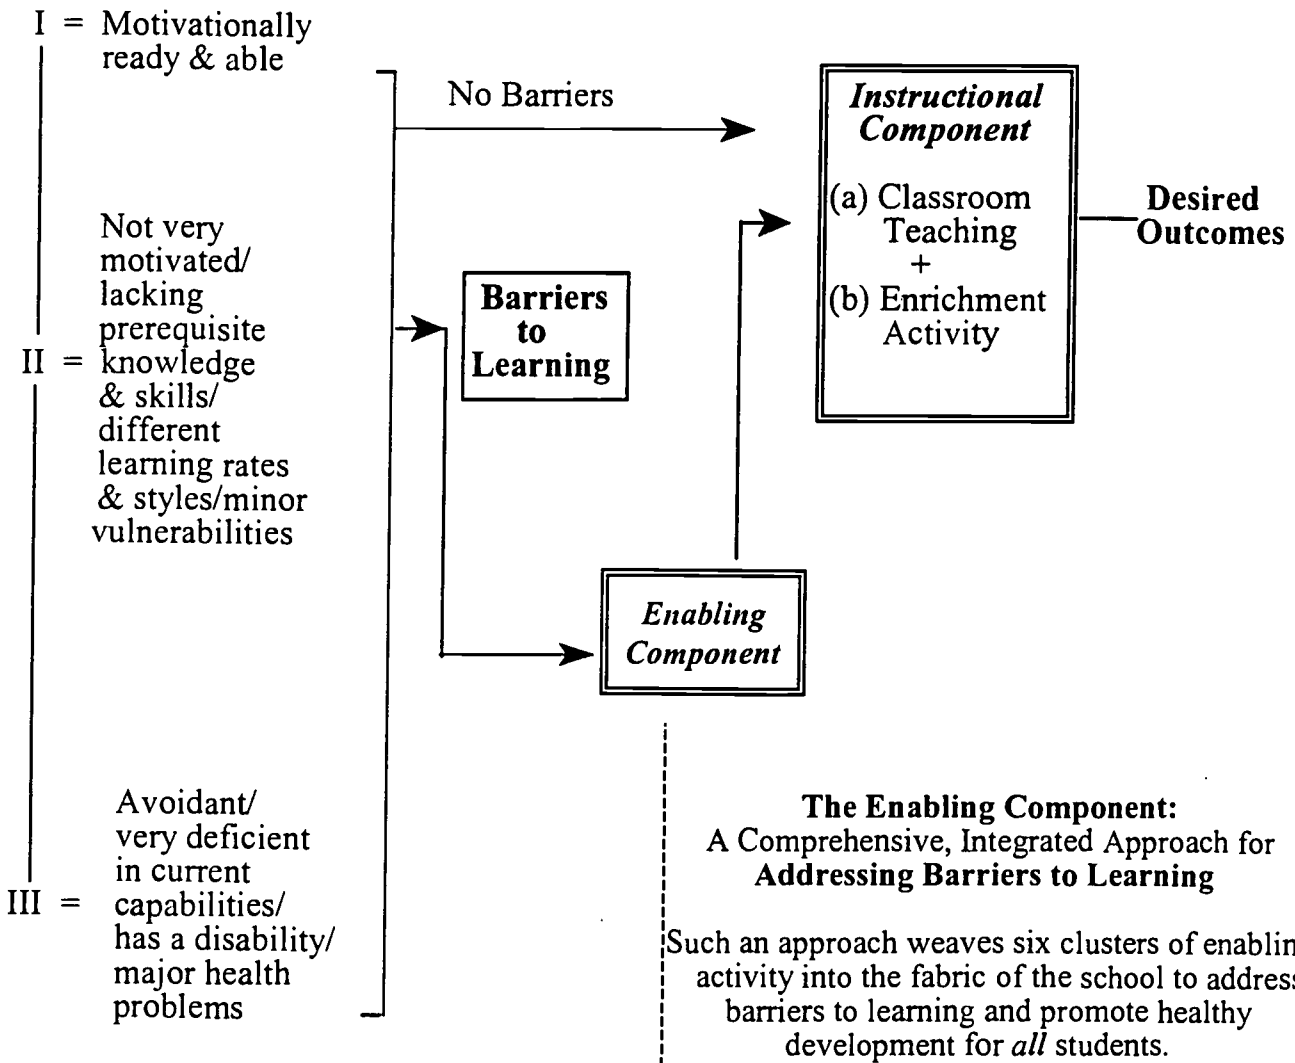 I = Motivationally
ready & able
Not very
motivated/
lacking
prerequisite
II = knowledge
& skills/
different
learning rates
& styles/minor
vulnerabilities
Avoidant/
very deficient
in current
III = capabilities/
has a disability/
major health
problems
No Barriers
Barriers
to
Learning
Enabling
Component
Instructional
Component
(a) Classroom
Teaching
+
(b) Enrichment
Activity
Desired
Outcomes
The Enabling Component:
A Comprehensive, Integrated Approach for
Addressing Barriers to Learning
Such an approach weaves six clusters of enablin
activity into the fabric of the school to address
barriers to learning and promote healthy
development for all students.